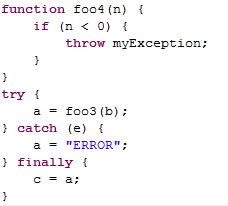 function foo4(n) {
    if (n < 0) {
        throw myException;
    }
}
try {
    a = foo3(b);
} catch (e) {
    a = "ERROR";
} finally {
    c = a;
}